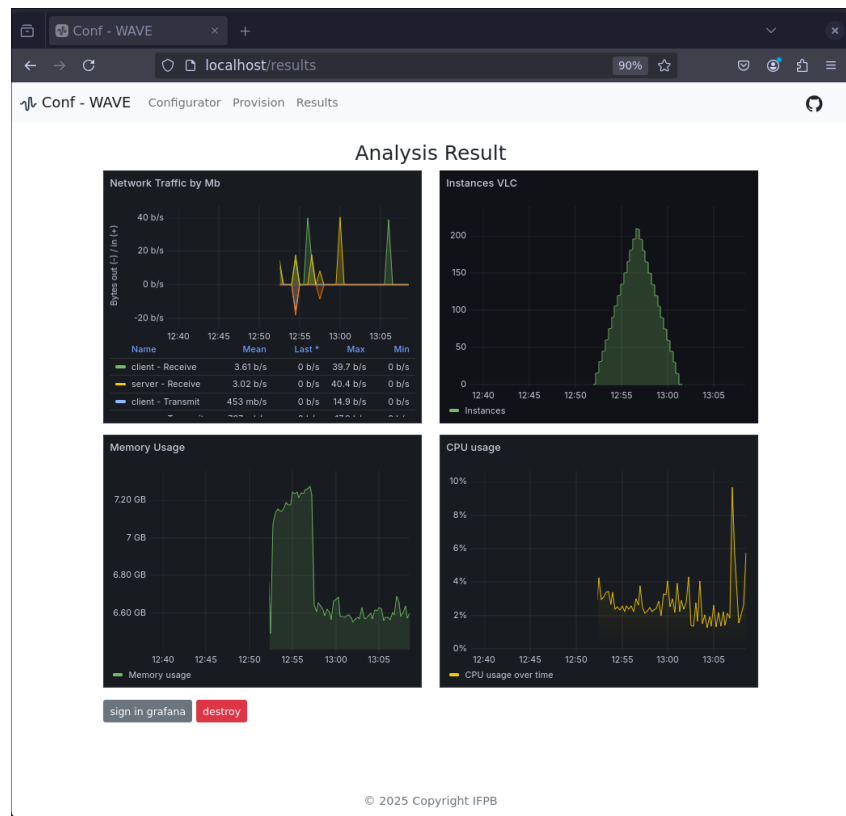 Conf - WAVE
localhost/results
90%
Conf - WAVE Configurator Provision Results
Analysis Result
Network Traffic by Mb
Bytes out (-) / in (+)
40 b/s
20 b/s
0 b/s
-20 b/s
12:40 12:45 12:50 12:55 13:00 13:05
Name Mean Last * Max Min
client - Receive 3.61 b/s 0 b/s 39.7 b/s 0 b/s
server - Receive 3.02 b/s 0 b/s 40.4 b/s 0 b/s
client - Transmit 453 mb/s 0 b/s 14.9 b/s 0 b/s
Instances VLC
200
150
100
50
0
12:40 12:45 12:50 12:55 13:00 13:05
Instances
Memory Usage
7.20 GB
7 GB
6.80 GB
6.60 GB
12:40 12:45 12:50 12:55 13:00 13:05
Memory usage
CPU usage
10%
8%
6%
4%
2%
0%
12:40 12:45 12:50 12:55 13:00 13:05
CPU usage over time
sign in grafana destroy
© 2025 Copyright IFPB